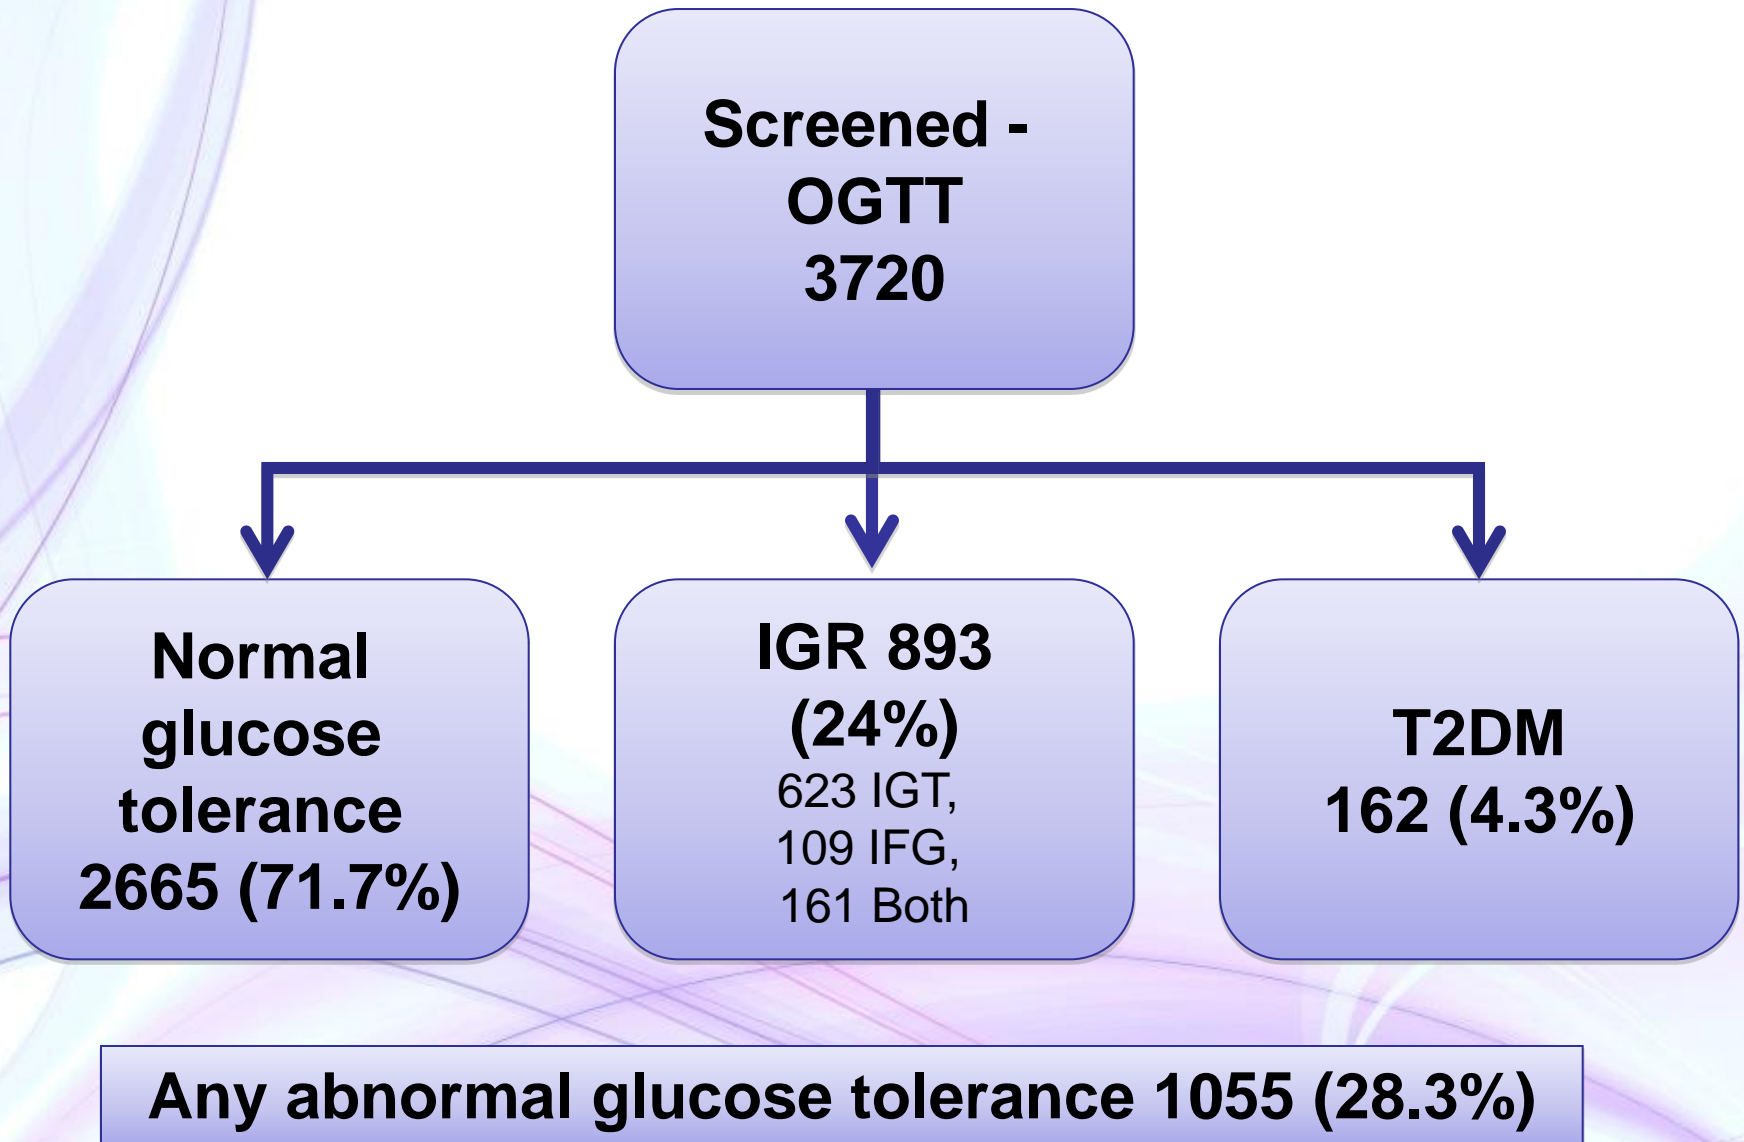 Screened -
OGTT
3720
Normal
glucose
tolerance
2665 (71.7%)
IGR 893
(24%)
623 IGT,
109 IFG,
161 Both
T2DM
162 (4.3%)
Any abnormal glucose tolerance 1055 (28.3%)